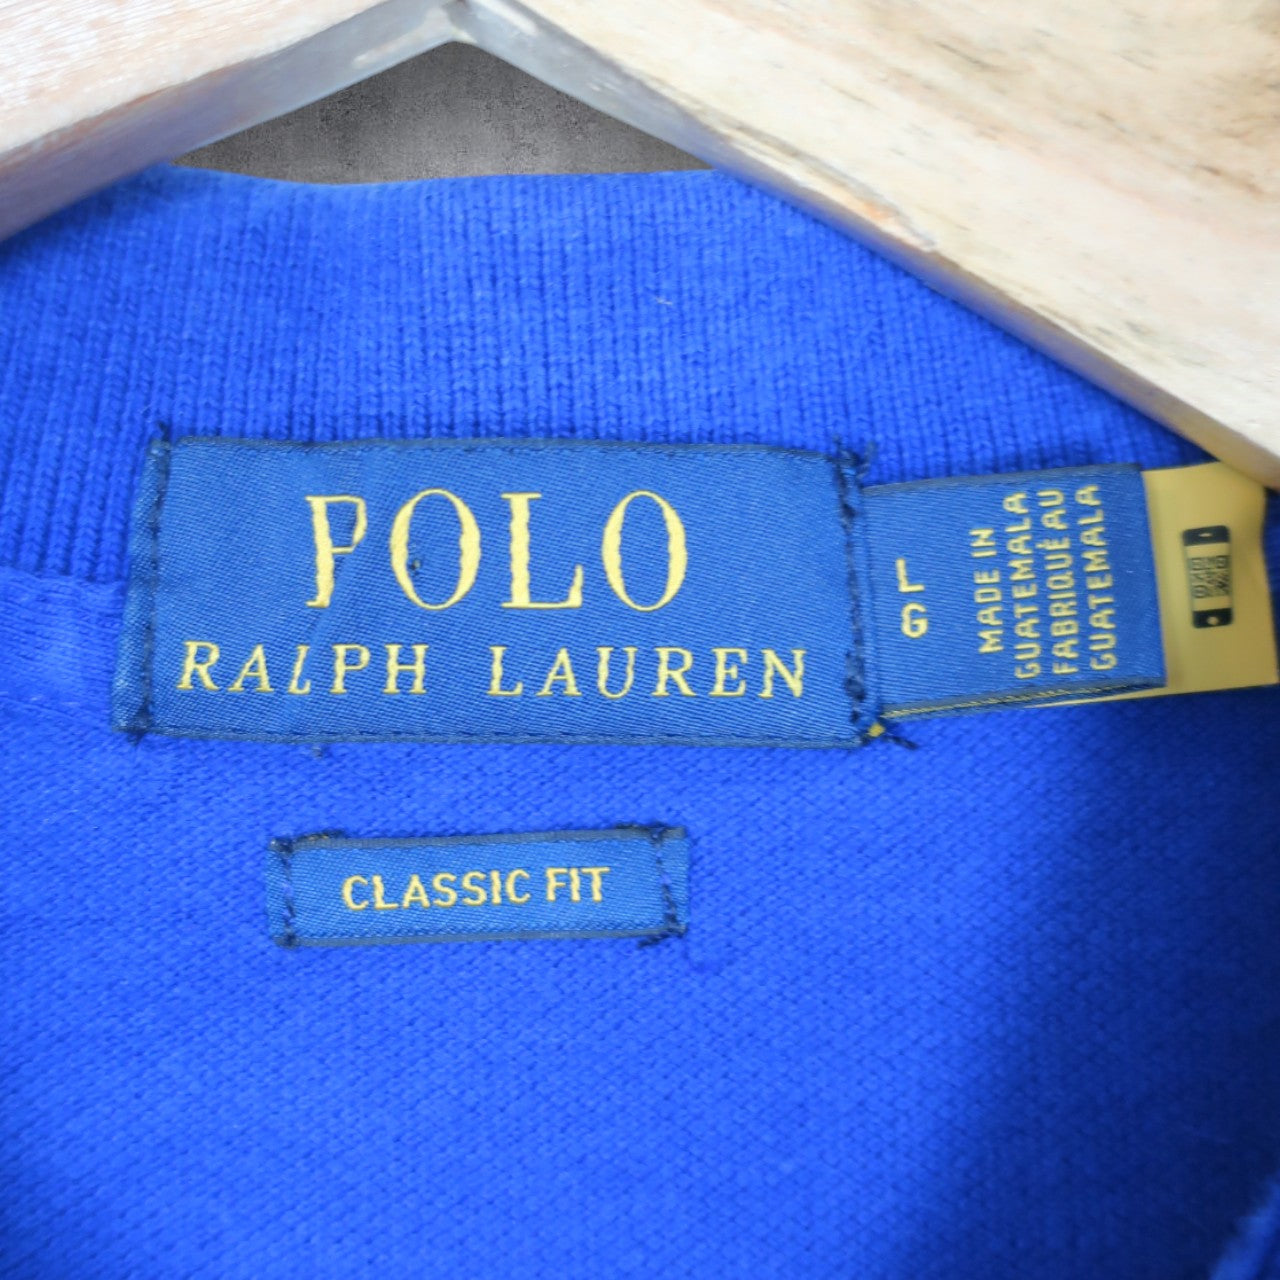 POLO
RALPH LAUREN
L
G
MADE IN
GUATEMALA
FABRIQUÉ AU
GUATEMALA
CLASSIC FIT